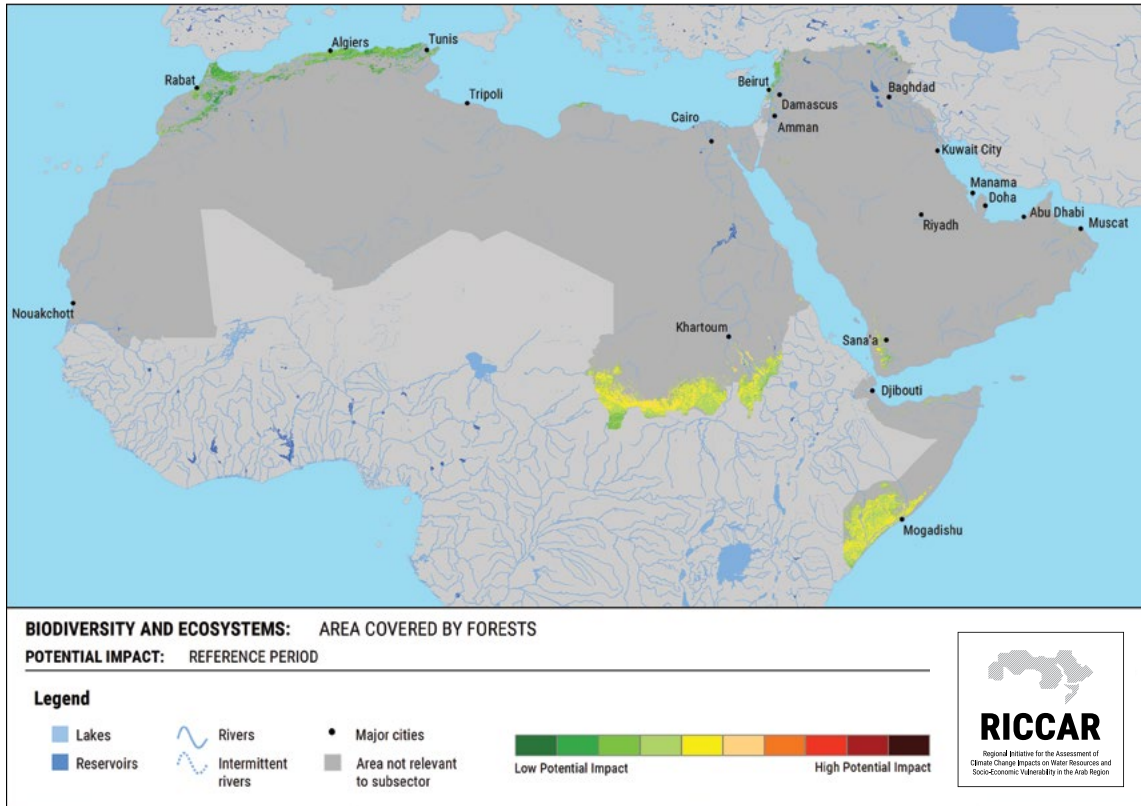 Algiers
Tunis
Rabat
Tripoli
Beirut
Damascus
Baghdad
Cairo
Amman
Kuwait City
Manama
Doha
Abu Dhabi
Riyadh
Muscat
Nouakchott
Khartoum
Sana'a
Djibouti
Mogadishu
BIODIVERSITY AND ECOSYSTEMS: AREA COVERED BY FORESTS
POTENTIAL IMPACT: REFERENCE PERIOD
Legend
Lakes
Rivers
Major cities
Reservoirs
Intermittent
rivers
Area not relevant
to subsector
Low Potential Impact
High Potential Impact
RICCAR
Regional Initiative for the Assessment of
Climate Change Impacts on Water Resources and
Socio-Economic Vulnerability in the Arab Region